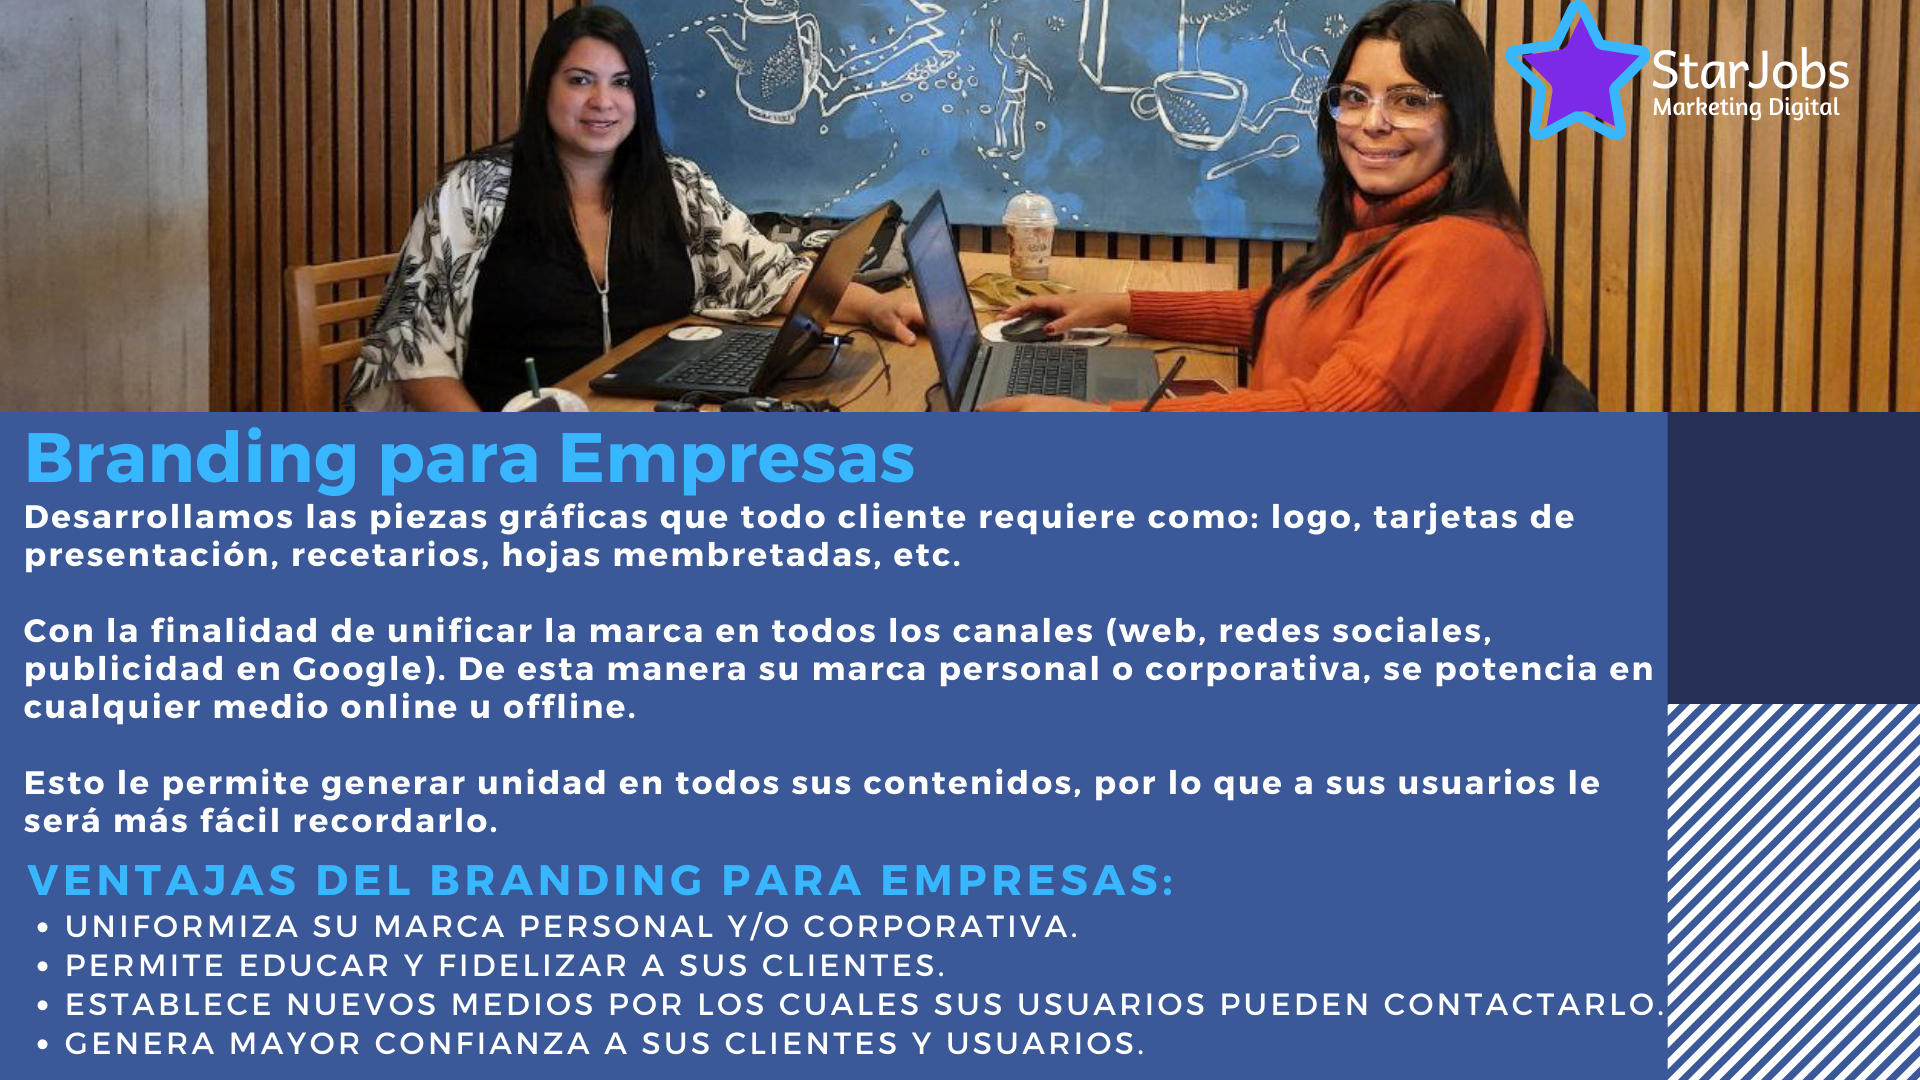 StarJobs
Marketing Digital
Branding para Empresas
Desarrollamos las piezas gráficas que todo cliente requiere como: logo, tarjetas de
presentación, recetarios, hojas membretadas, etc.
Con la finalidad de unificar la marca en todos los canales (web, redes sociales,
publicidad en Google). De esta manera su marca personal o corporativa, se potencia en
cualquier medio online u offline.
Esto le permite generar unidad en todos sus contenidos, por lo que a sus usuarios le
será más fácil recordarlo.
VENTAJAS DEL BRANDING PARA EMPRESAS:
• UNIFORMIZA SU MARCA PERSONAL Y/O CORPORATIVA.
• PERMITE EDUCAR Y FIDELIZAR A SUS CLIENTES.
• ESTABLECE NUEVOS MEDIOS POR LOS CUALES SUS USUARIOS PUEDEN CONTACTARLO.
• GENERA MAYOR CONFIANZA A SUS CLIENTES Y USUARIOS.